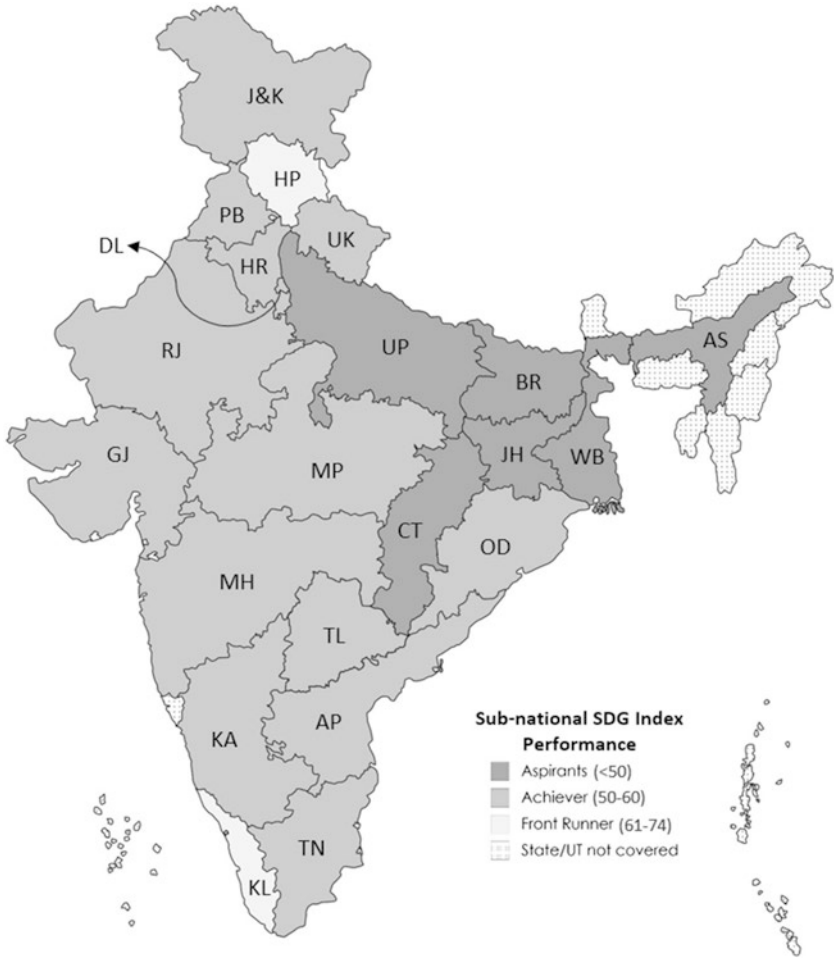 J&K
HP
PB
DL
UK
HR
RJ
UP
AS
BR
GJ
MP
JH
WB
CT
OD
MH
TL
AP
KA
TN
KL
Sub-national SDG Index
Performance
Aspirants (<50)
Achiever (50-60)
Front Runner (61-74)
State/UT not covered